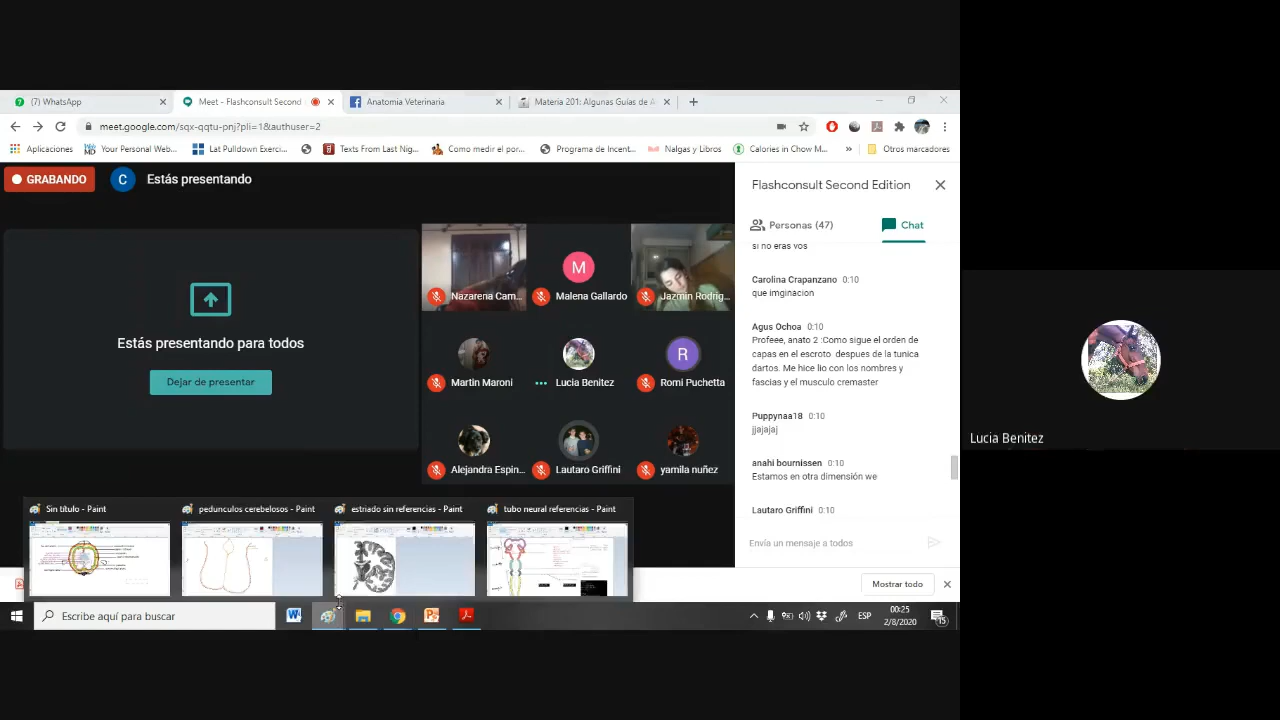 (7) WhatsApp
Meet - Flashconsult Second
Anatomia Veterinaria
Materia 201: Algunas Guías de A
meet.google.com/sqx-qqtu-pnj?pli=1&authuser=2
Aplicaciones
Your Personal Web...
Lat Pulldown Exerci...
Texts From Last Nig...
Como medir el por...
Programa de Incent...
Nalgas y Libros
Calories in Chow M...
»
Otros marcadores
GRABANDO
C
Estás presentando
Flashconsult Second Edition
Personas (47)
Chat
si no eras vos
Carolina Crapanzano 0:10
que imginacion
Agus Ochoa 0:10
Profeee, anato 2 :Como sigue el orden de
capas en el escroto despues de la tunica
dartos. Me hice lio con los nombres y
fascias y el musculo cremaster
Puppynaa18 0:10
jjajajaj
anahi bournissen 0:10
Estamos en otra dimensión we
Lautaro Griffini 0:10
Envía un mensaje a todos
Estás presentando para todos
Dejar de presentar
Nazarena Cam...
M
Malena Gallardo
Jazmin Rodrig...
Martin Maroni
Lucia Benitez
R
Romi Puchetta
Alejandra Espin...
Lautaro Griffini
yamila nuñez
Sin título - Paint
pedunculos cerebelosos - Paint
estriado sin referencias - Paint
tubo neural referencias - Paint
Mostrar todo
Escribe aquí para buscar
ESP
00:25
2/8/2020
15
Lucia Benitez